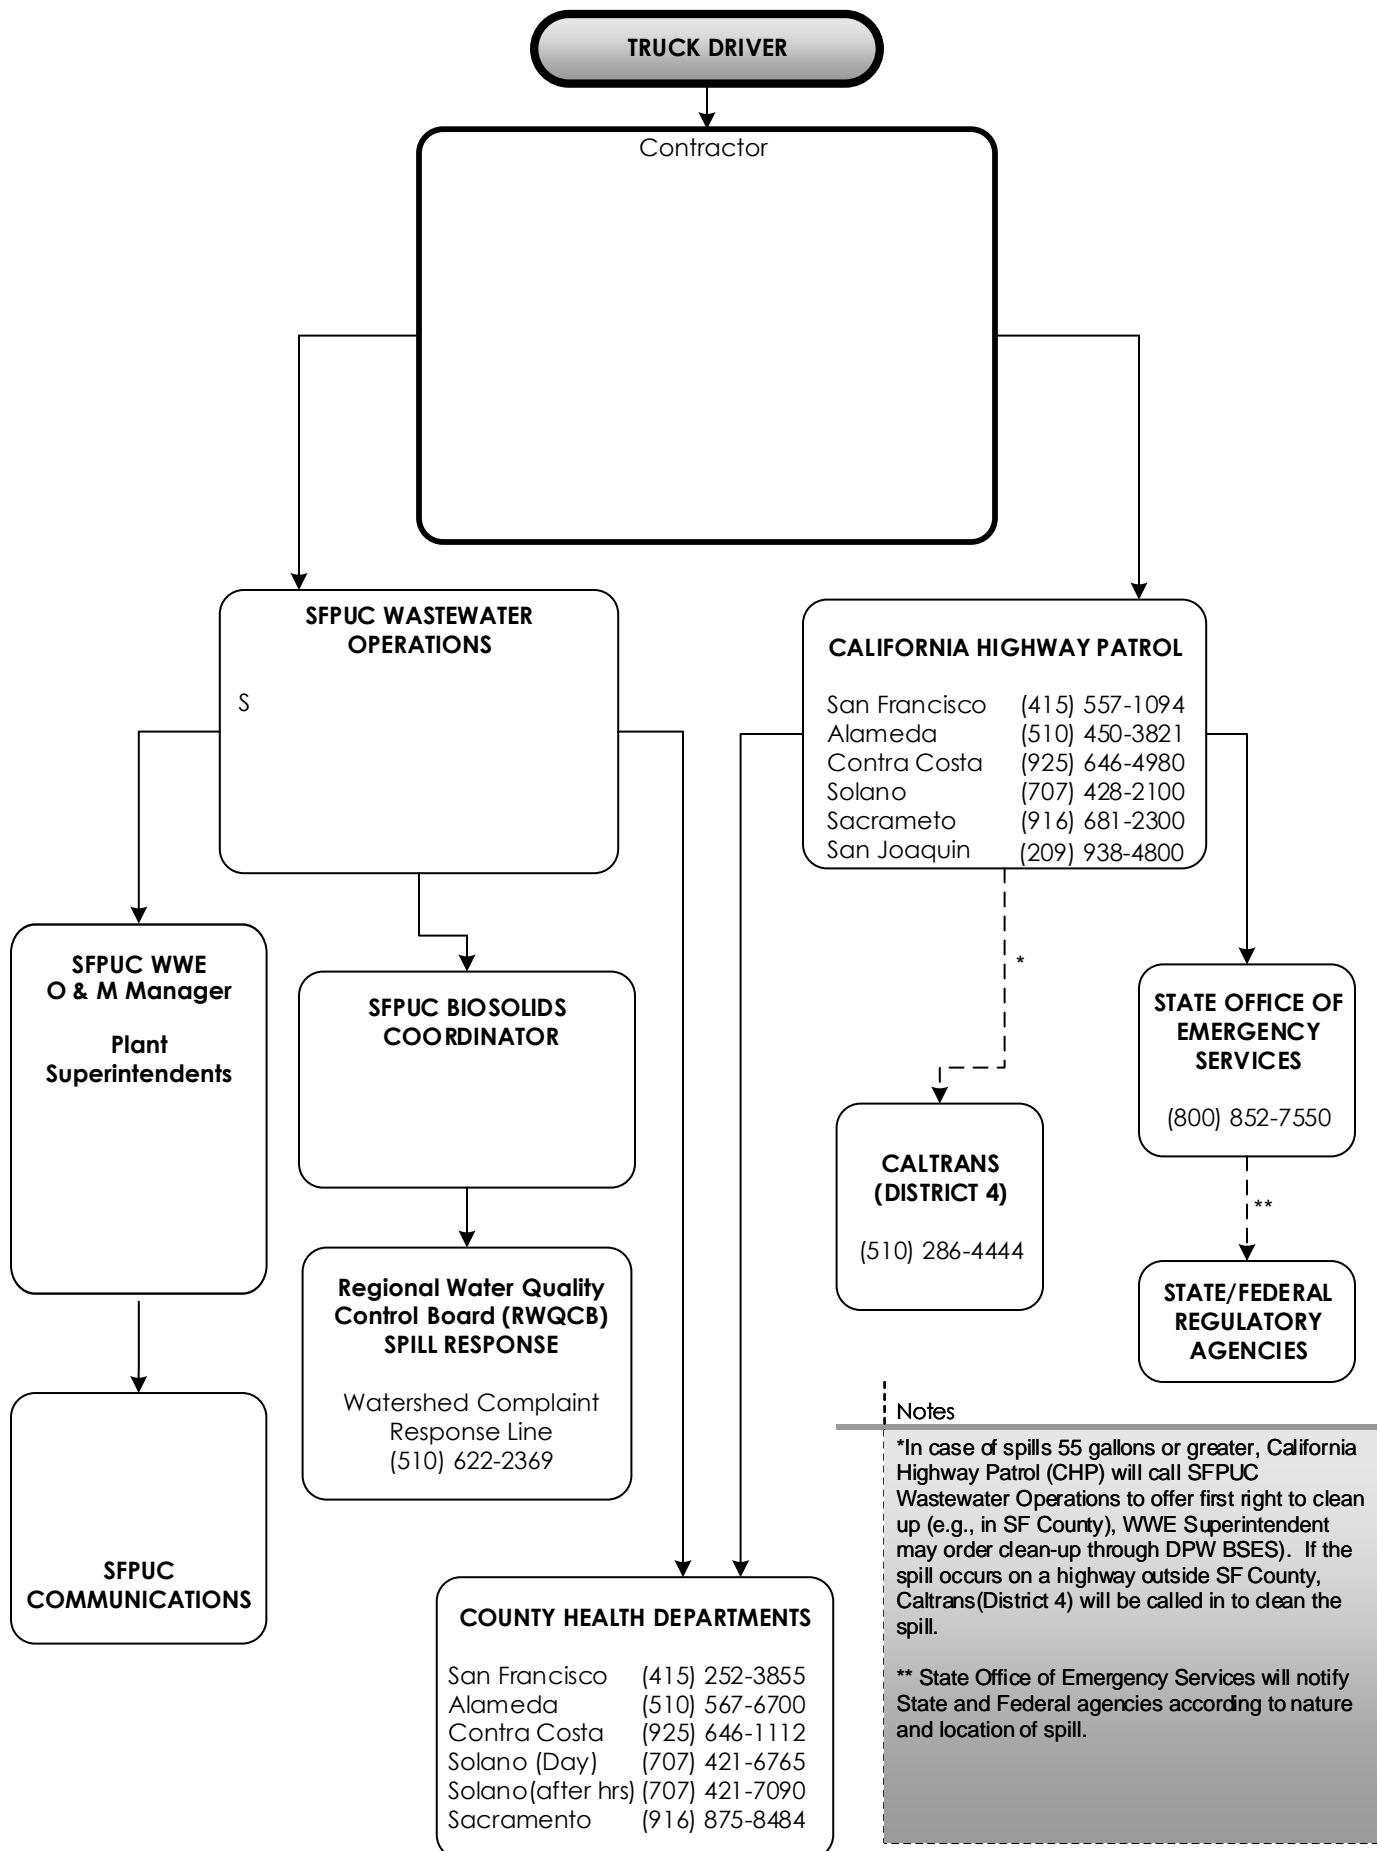 TRUCK DRIVER
Contractor
SFPUC WASTEWATER
OPERATIONS
S
CALIFORNIA HIGHWAY PATROL
San Francisco (415) 557-1094
Alameda (510) 450-3821
Contra Costa (925) 646-4980
Solano (707) 428-2100
Sacrameto (916) 681-2300
San Joaquin (209) 938-4800
SFPUC WWE
O & M Manager
Plant
Superintendents
SFPUC BIOSOLIDS
COORDINATOR
*
STATE OFFICE OF
EMERGENCY
SERVICES
(800) 852-7550
CALTRANS
(DISTRICT 4)
(510) 286-4444
**
Regional Water Quality
Control Board (RWQCB)
SPILL RESPONSE
Watershed Complaint
Response Line
(510) 622-2369
STATE/FEDERAL
REGULATORY
AGENCIES
SFPUC
COMMUNICATIONS
COUNTY HEALTH DEPARTMENTS
San Francisco (415) 252-3855
Alameda (510) 567-6700
Contra Costa (925) 646-1112
Solano (Day) (707) 421-6765
Solano(after hrs) (707) 421-7090
Sacramento (916) 875-8484
Notes
*In case of spills 55 gallons or greater, California
Highway Patrol (CHP) will call SFPUC
Wastewater Operations to offer first right to clean
up (e.g., in SF County), WWE Superintendent
may order clean-up through DPW BSES). If the
spill occurs on a highway outside SF County,
Caltrans(District 4) will be called in to clean the
spill.
** State Office of Emergency Services will notify
State and Federal agencies according to nature
and location of spill.